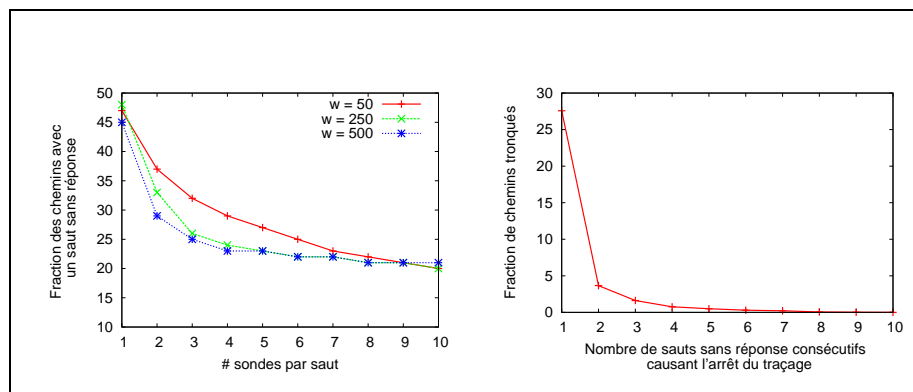 50
45
40
35
30
25
20
15
10
1 2 3 4 5 6 7 8 9 10
Fraction des chemins avec
un saut sans réponse
# sondes par saut
w = 50
w = 250
w = 500
30
25
20
15
10
5
0
1 2 3 4 5 6 7 8 9 10
Fraction de chemins tronqués
Nombre de sauts sans réponse consécutifs
causant l'arrêt du traçage